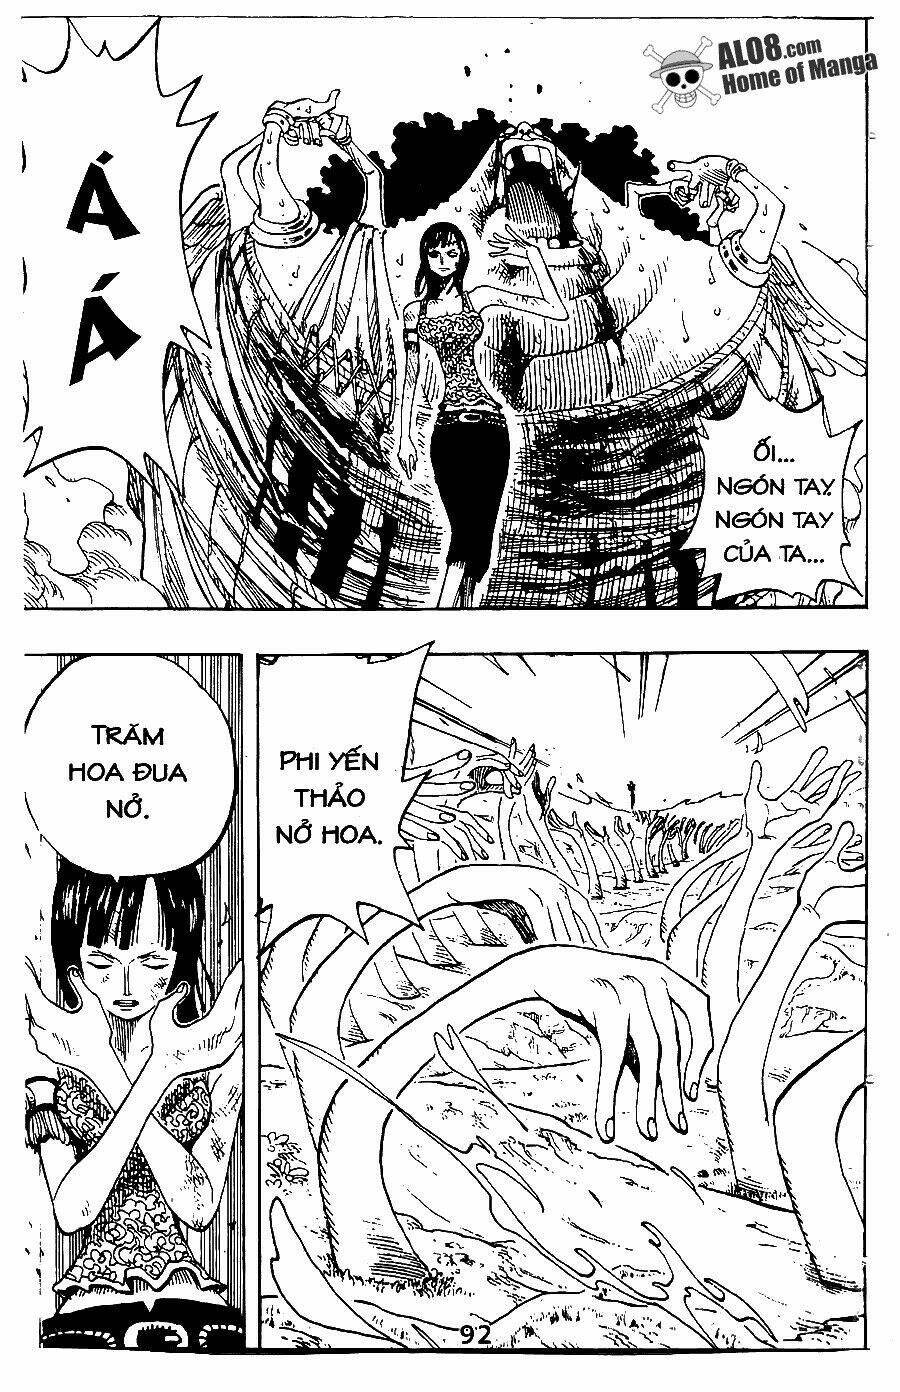 AL08.com
Home of Manga
Á
Á
ỐI...
NGÓN TAY.
NGÓN TAY
CỦA TA...
TRĂM
HOA ĐUA
NỞ.
PHI YẾN
THẢO
NỞ HOA.
92